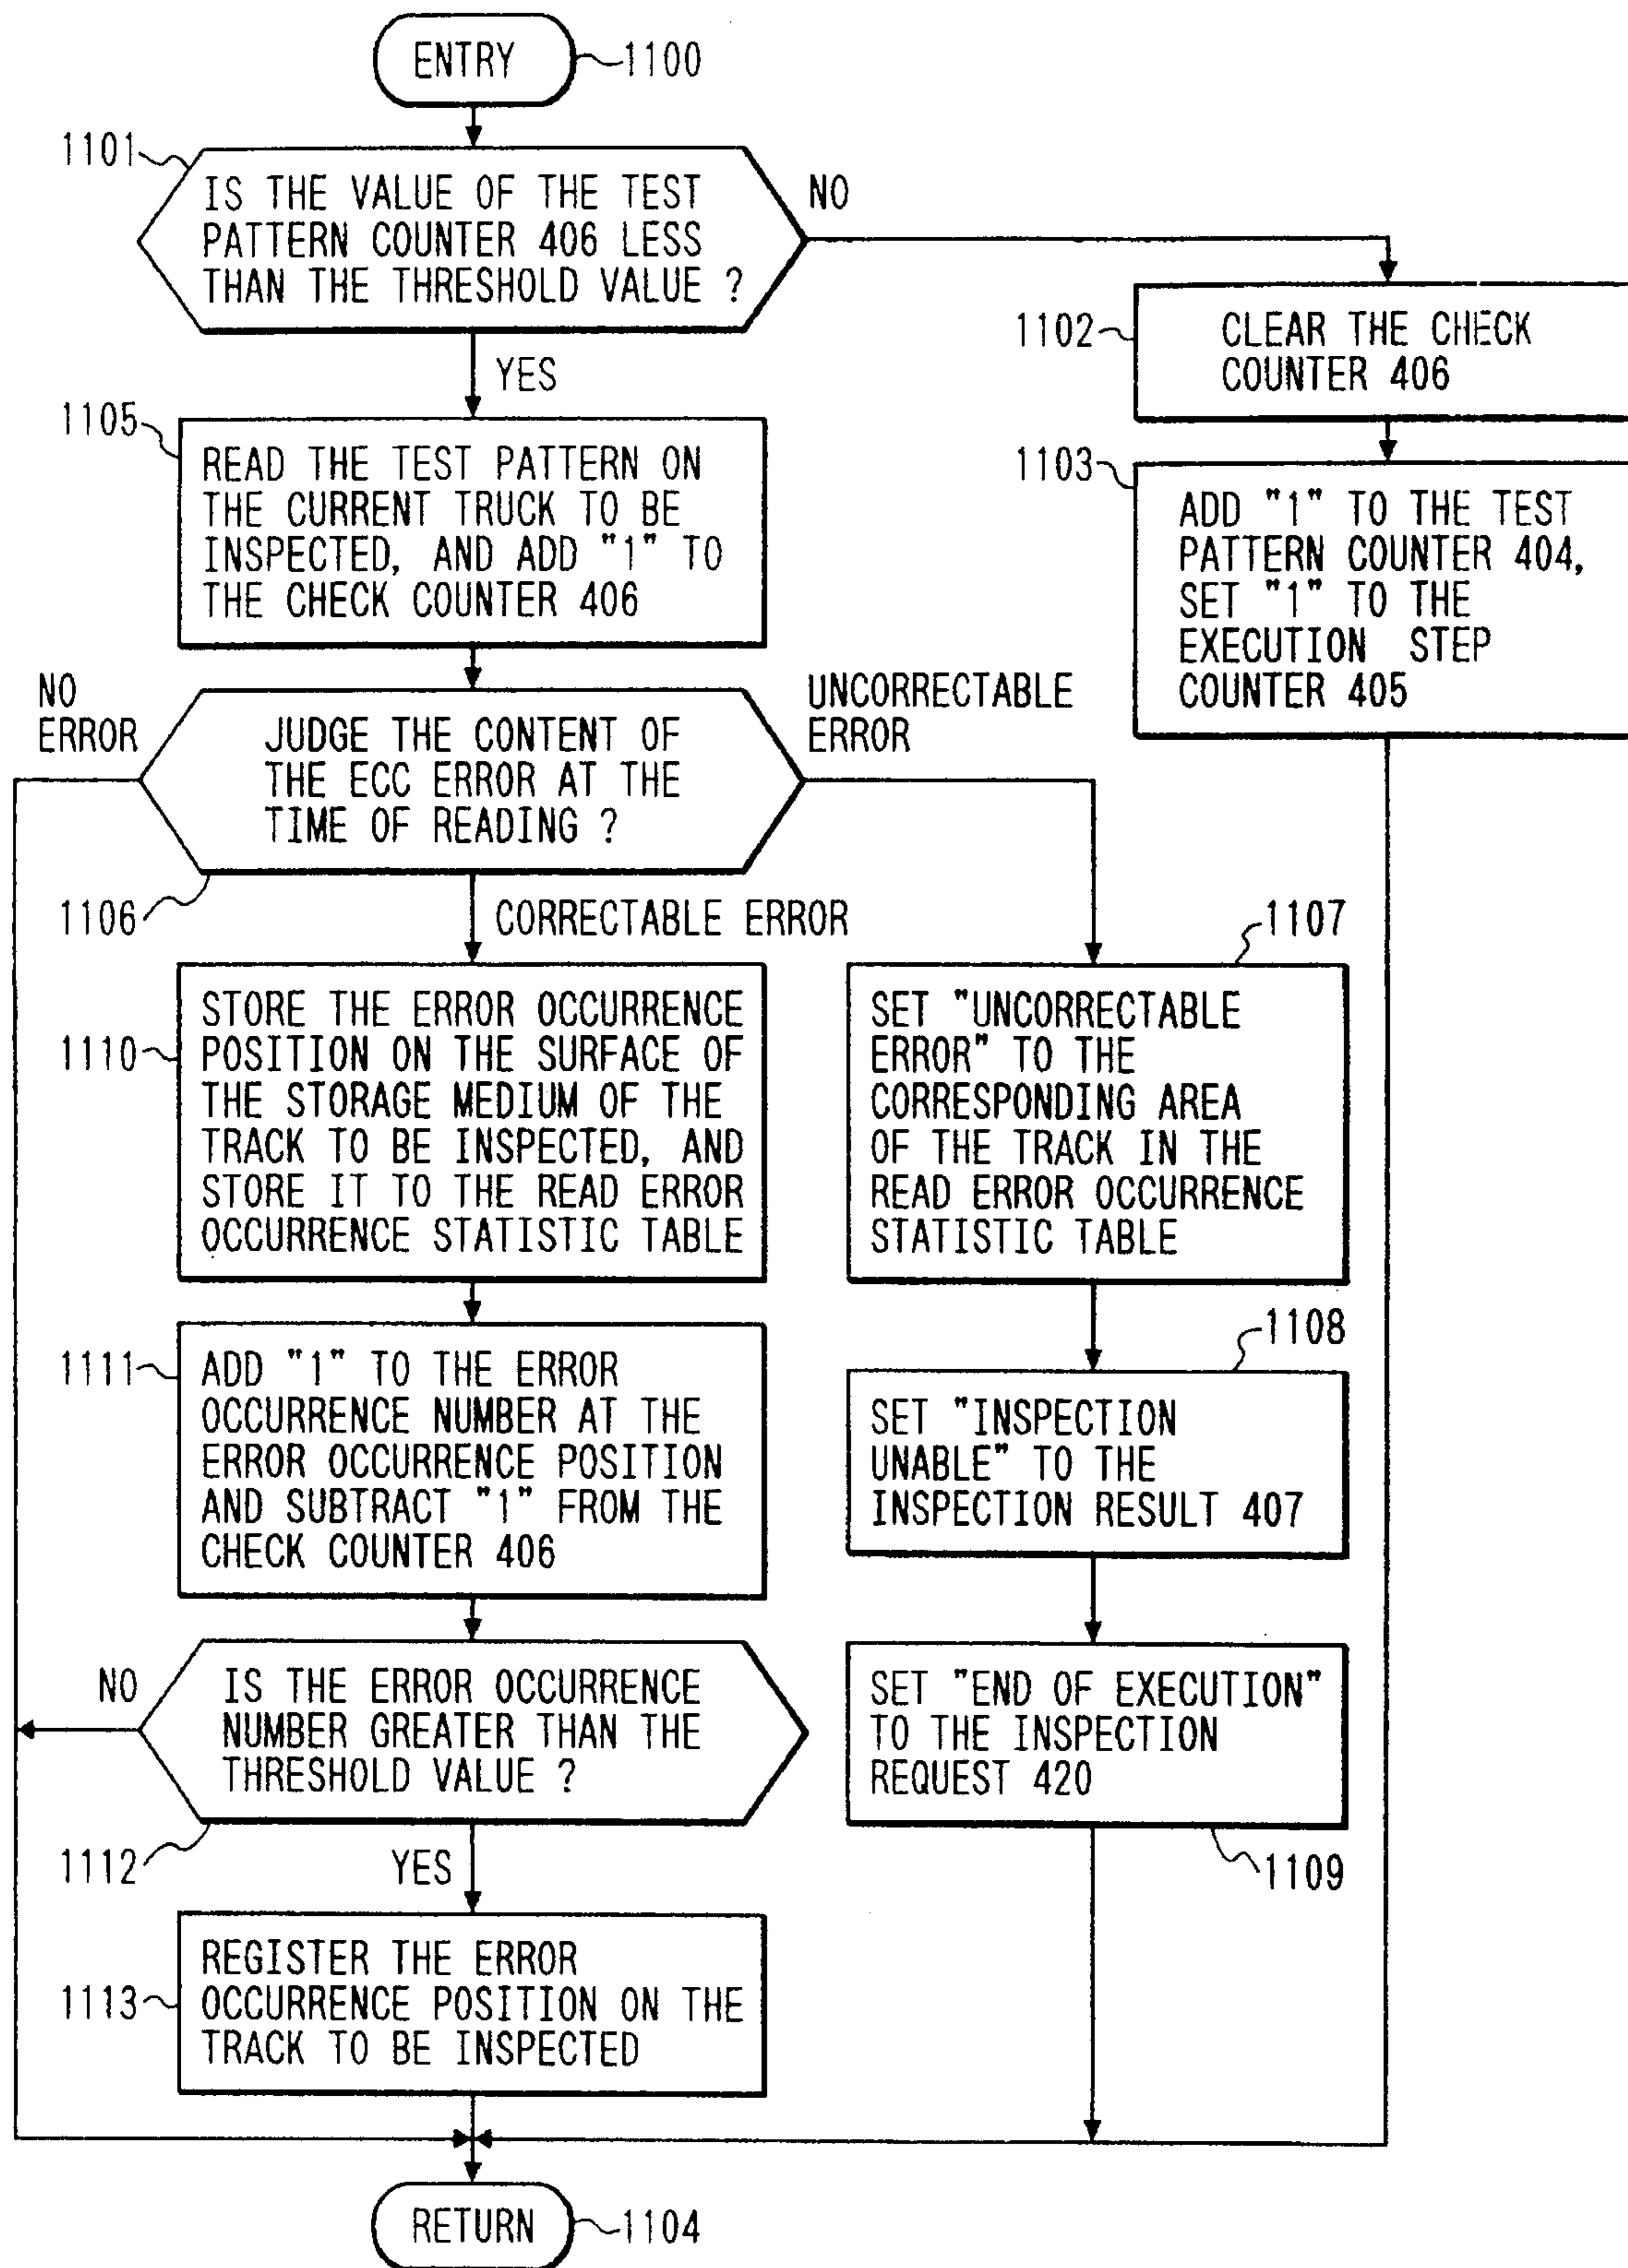 ENTRY
1100
1101
IS THE VALUE OF THE TEST
PATTERN COUNTER 406 LESS
THAN THE THRESHOLD VALUE ?
NO
YES
1102
CLEAR THE CHECK
COUNTER 406
1103
ADD "1" TO THE TEST
PATTERN COUNTER 404,
SET "1" TO THE
EXECUTION STEP
COUNTER 405
1105
READ THE TEST PATTERN ON
THE CURRENT TRUCK TO BE
INSPECTED, AND ADD "1" TO
THE CHECK COUNTER 406
NO
ERROR
JUDGE THE CONTENT OF
THE ECC ERROR AT THE
TIME OF READING ?
UNCORRECTABLE
ERROR
1106
CORRECTABLE ERROR
1107
SET "UNCORRECTABLE
ERROR" TO THE
CORRESPONDING AREA
OF THE TRACK IN THE
READ ERROR OCCURRENCE
STATISTIC TABLE
1110
STORE THE ERROR OCCURRENCE
POSITION ON THE SURFACE OF
THE STORAGE MEDIUM OF THE
TRACK TO BE INSPECTED, AND
STORE IT TO THE READ ERROR
OCCURRENCE STATISTIC TABLE
1108
SET "INSPECTION
UNABLE" TO THE
INSPECTION RESULT 407
1111
ADD "1" TO THE ERROR
OCCURRENCE NUMBER AT THE
ERROR OCCURRENCE POSITION
AND SUBTRACT "1" FROM THE
CHECK COUNTER 406
NO
IS THE ERROR OCCURRENCE
NUMBER GREATER THAN THE
THRESHOLD VALUE ?
1112
YES
SET "END OF EXECUTION"
TO THE INSPECTION
REQUEST 420
1109
1113
REGISTER THE ERROR
OCCURRENCE POSITION ON THE
TRACK TO BE INSPECTED
RETURN
1104